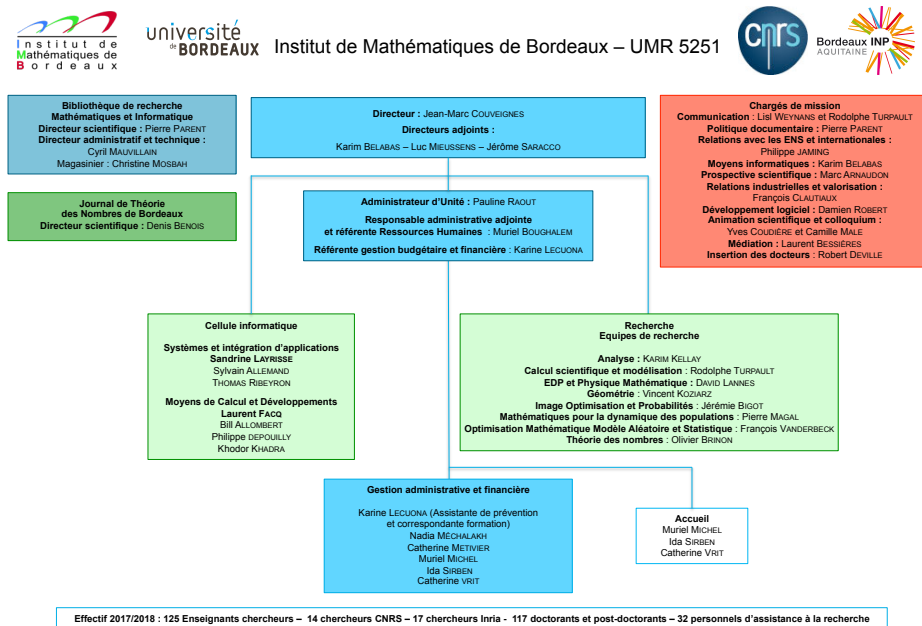 Institut de
Mathématiques de
Bordeaux
université
de BORDEAUX
Institut de Mathématiques de Bordeaux – UMR 5251
cnrs
Bordeaux INP
AQUITAINE
Bibliothèque de recherche
Mathématiques et Informatique
Directeur scientifique : Pierre PARENT
Directeur administratif et technique :
Cyril MAUVILLAIN
Magasinier : Christine MOSBAH
Journal de Théorie
des Nombres de Bordeaux
Directeur scientifique : Denis BENOIS
Directeur : Jean-Marc COUVEIGNES
Directeurs adjoints :
Karim BELABAS – Luc MIEUSSENS – Jérôme SARACCO
Administrateur d'Unité : Pauline RAOUT
Responsable administrative adjointe
et référente Ressources Humaines : Muriel BOUGHALEM
Référente gestion budgétaire et financière : Karine LECUONA
Chargés de mission
Communication : Lisl WEYNANS et Rodolphe TURPAULT
Politique documentaire : Pierre PARENT
Relations avec les ENS et internationales :
Philippe JAMING
Moyens informatiques : Karim BELABAS
Prospective scientifique : Marc ARNAUDON
Relations industrielles et valorisation :
François CLAUTIAUX
Développement logiciel : Damien ROBERT
Animation scientifique et colloquium :
Yves COUDIÈRE et Camille MALE
Médiation : Laurent BESSIÈRES
Insertion des docteurs : Robert DEVILLE
Cellule informatique
Systèmes et intégration d'applications
Sandrine LAYRISSE
Sylvain ALLEMAND
THOMAS RIBEYRON
Moyens de Calcul et Développements
Laurent FACQ
Bill ALLOMBERT
Philippe DEPOUILLY
Khodor KHADRA
Recherche
Equipes de recherche
Analyse : KARIM KELLAY
Calcul scientifique et modélisation : Rodolphe TURPAULT
EDP et Physique Mathématique : DAVID LANNES
Géométrie : Vincent KOZIARZ
Image Optimisation et Probabilités : Jérémie BIGOT
Mathématiques pour la dynamique des populations : Pierre MAGAL
Optimisation Mathématique Modèle Aléatoire et Statistique : François VANDERBECK
Théorie des nombres : Olivier BRINON
Gestion administrative et financière
Karine LECUONA (Assistante de prévention
et correspondante formation)
Nadia MÉCHALAKH
Catherine METIVIER
Muriel MICHEL
Ida SIRBEN
Catherine VRIT
Accueil
Muriel MICHEL
Ida SIRBEN
Catherine VRIT
Effectif 2017/2018 : 125 Enseignants chercheurs – 14 chercheurs CNRS – 17 chercheurs Inria - 117 doctorants et post-doctorants – 32 personnels d'assistance à la recherche